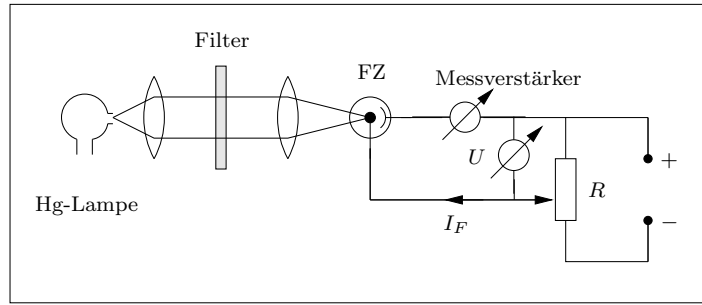 Filter
FZ
Messverstärker
U
+
Hg-Lampe
R
−
I_F